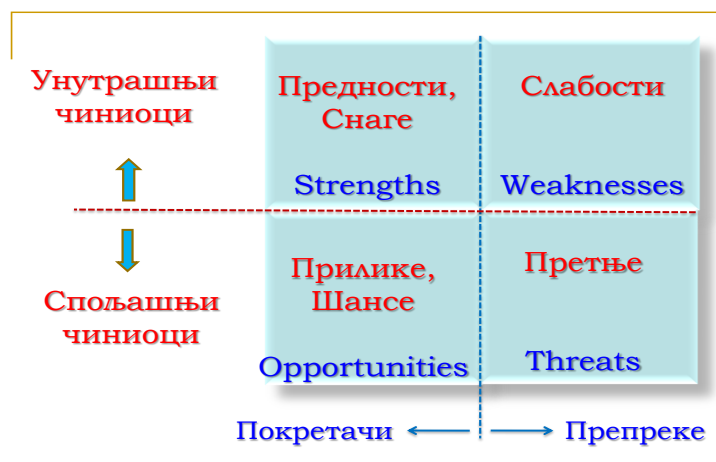 Унутрашњи
чиниоци
Предности,
Снаге
Strengths
Слабости
Weaknesses
Спољашњи
чиниоци
Прилике,
Шансе
Opportunities
Претње
Threats
Покретачи
Препреке